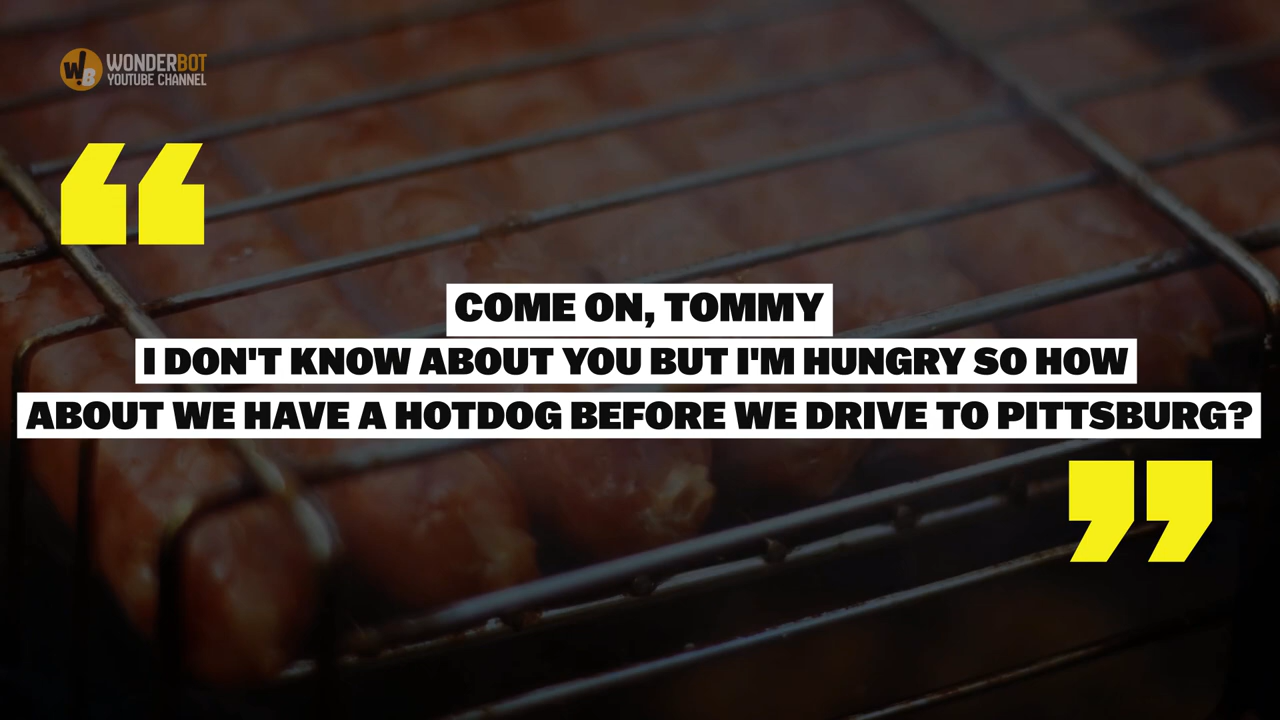 WONDERBOT
YOUTUBE CHANNEL
“
COME ON, TOMMY
I DON'T KNOW ABOUT YOU BUT I'M HUNGRY SO HOW
ABOUT WE HAVE A HOTDOG BEFORE WE DRIVE TO PITTSBURG?
”